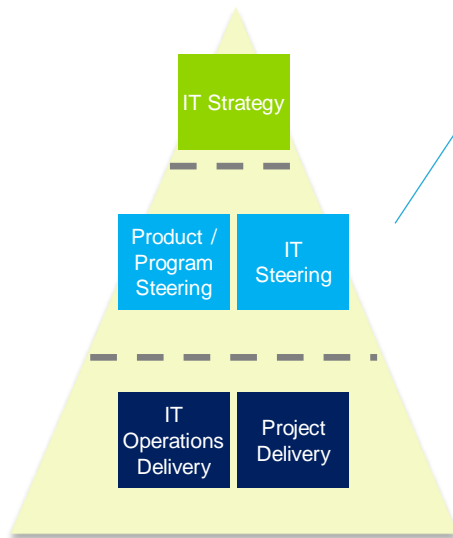 IT Strategy
Product /
Program
Steering
IT
Steering
IT
Operations
Delivery
Project
Delivery